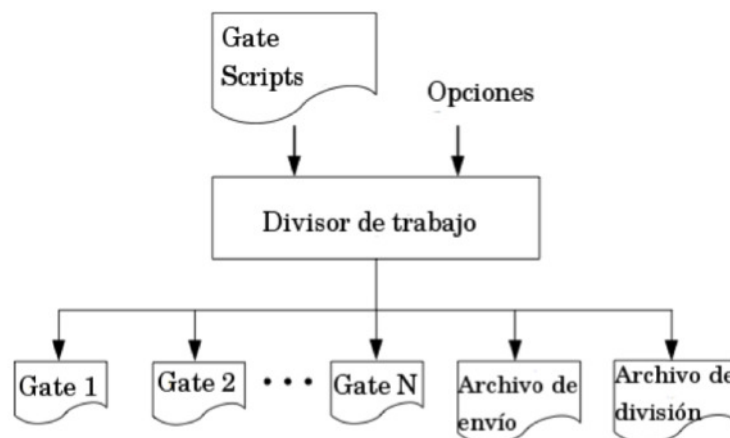 Gate
Scripts
Opciones
Divisor de trabajo
Gate 1
Gate 2
Gate N
Archivo de
envío
Archivo de
división